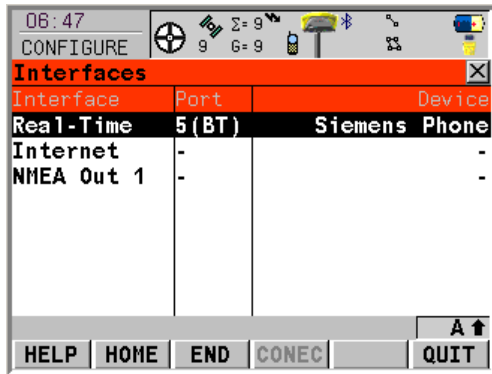 06:47 Σ= 9
CONFIGURE 9 G= 9
Interfaces
Interface Port Device
Real-Time 5(BT) Siemens Phone
Internet - -
NMEA Out 1 - -
A
HELP HOME END CONEC QUIT